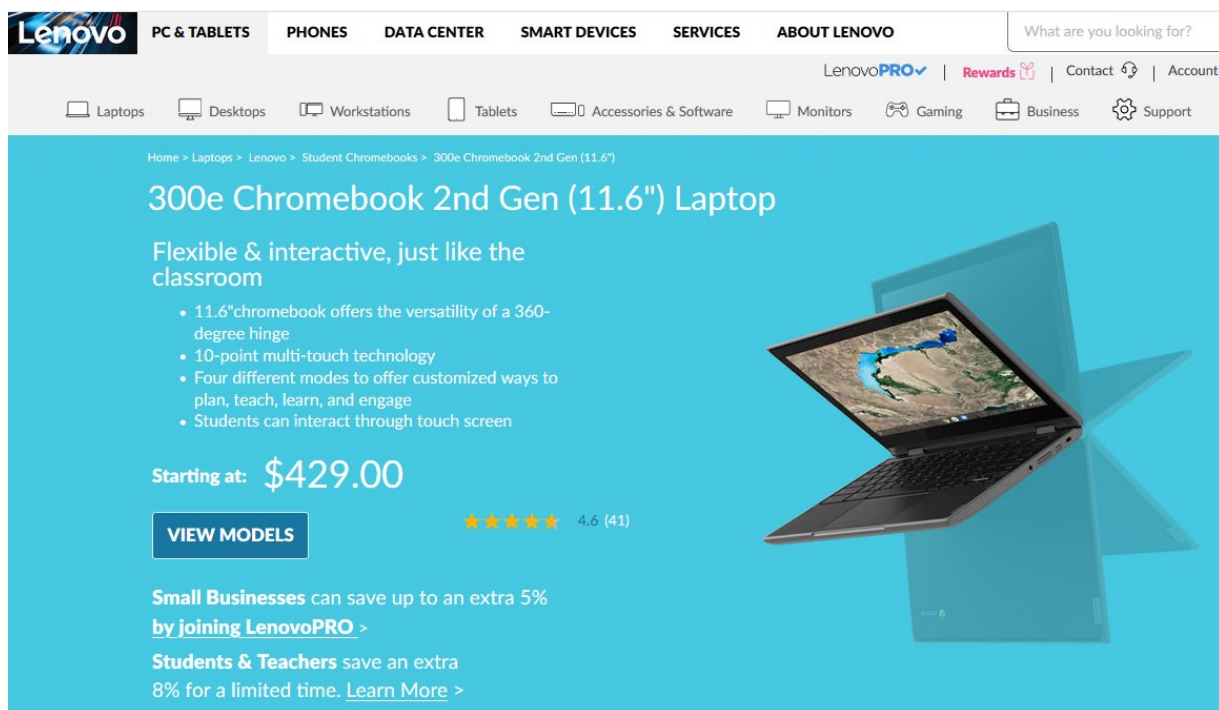 Lenovo PC & TABLETS PHONES DATA CENTER SMART DEVICES SERVICES ABOUT LENOVO What are you looking for?
LenovoPRO | Rewards | Contact | Account
Laptops Desktops Workstations Tablets Accessories & Software Monitors Gaming Business Support
Home > Laptops > Lenovo > Student Chromebooks > 300e Chromebook 2nd Gen (11.6")
300e Chromebook 2nd Gen (11.6") Laptop
Flexible & interactive, just like the
classroom
• 11.6"chromebook offers the versatility of a 360-
degree hinge
• 10-point multi-touch technology
• Four different modes to offer customized ways to
plan, teach, learn, and engage
• Students can interact through touch screen
Starting at: $429.00
VIEW MODELS 4.6 (41)
Small Businesses can save up to an extra 5%
by joining LenovoPRO >
Students & Teachers save an extra
8% for a limited time. Learn More >